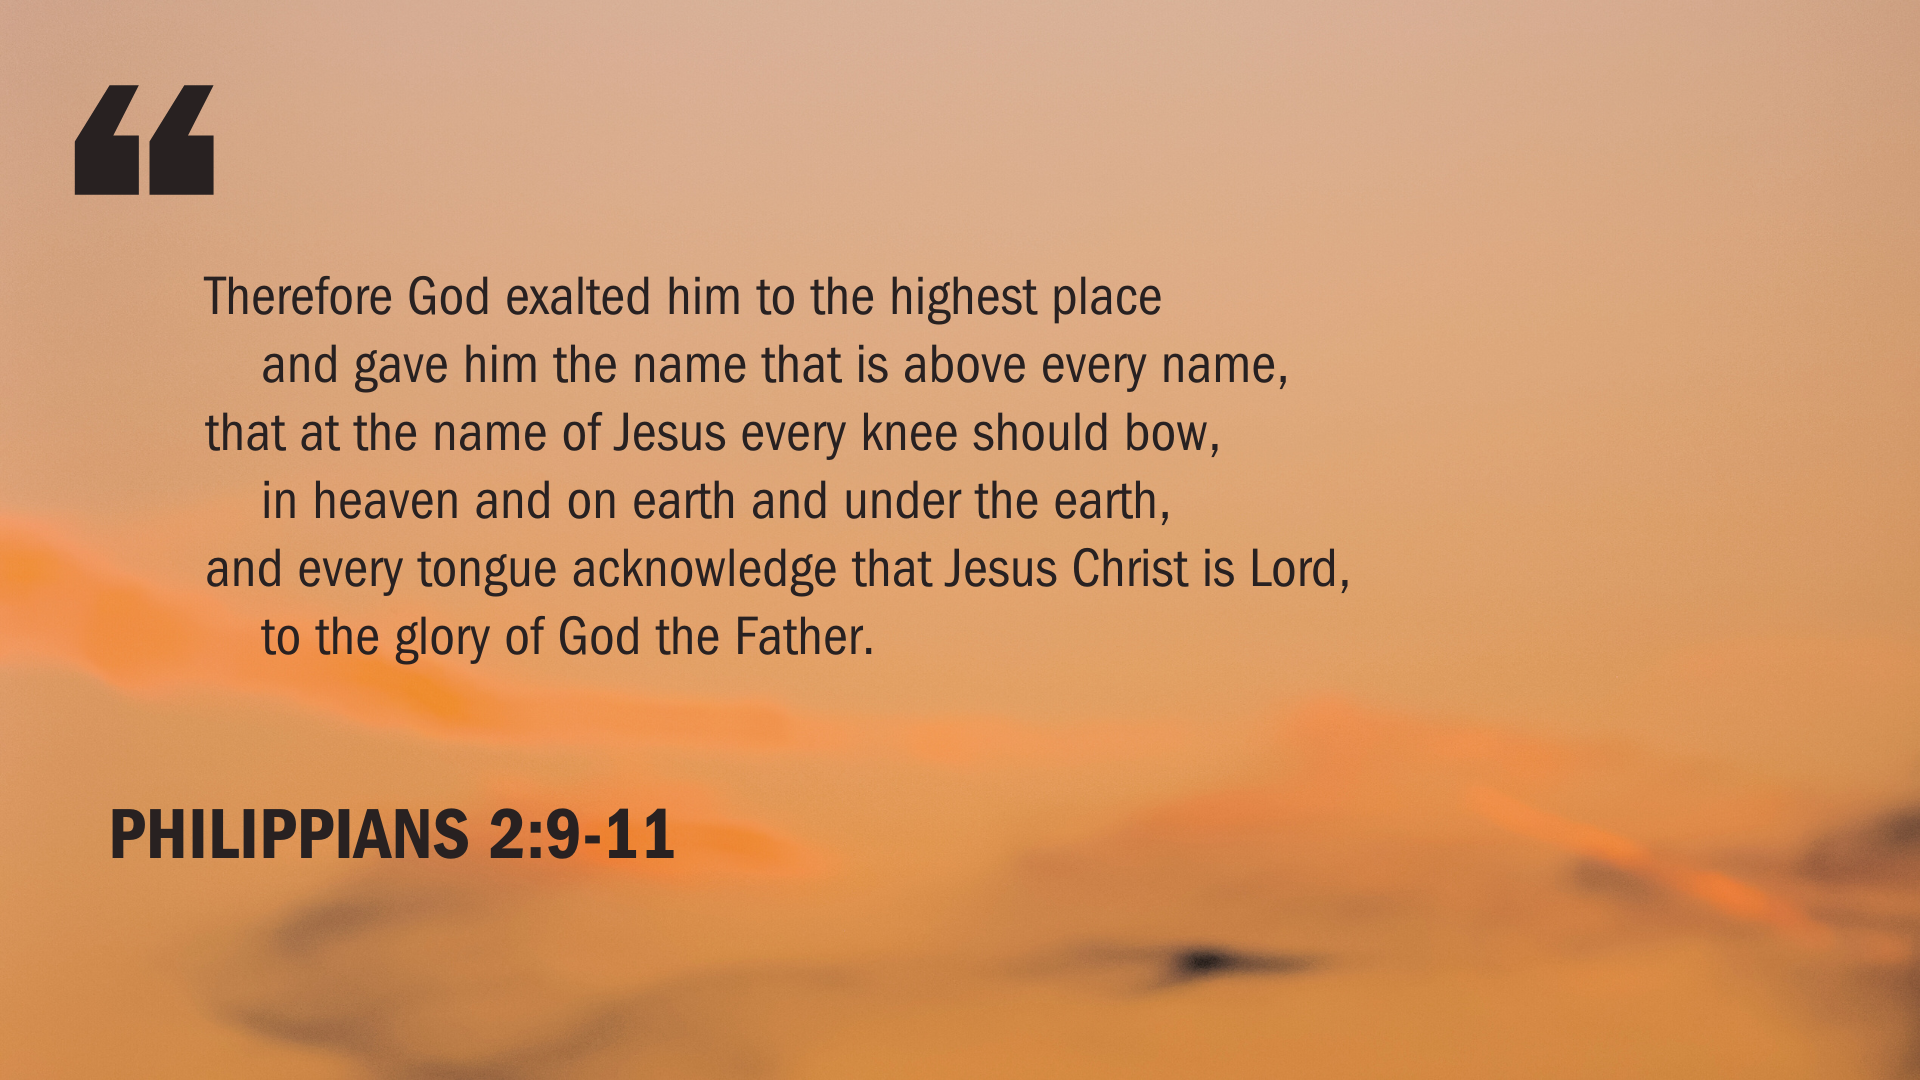 “
Therefore God exalted him to the highest place
and gave him the name that is above every name,
that at the name of Jesus every knee should bow,
in heaven and on earth and under the earth,
and every tongue acknowledge that Jesus Christ is Lord,
to the glory of God the Father.
PHILIPPIANS 2:9-11